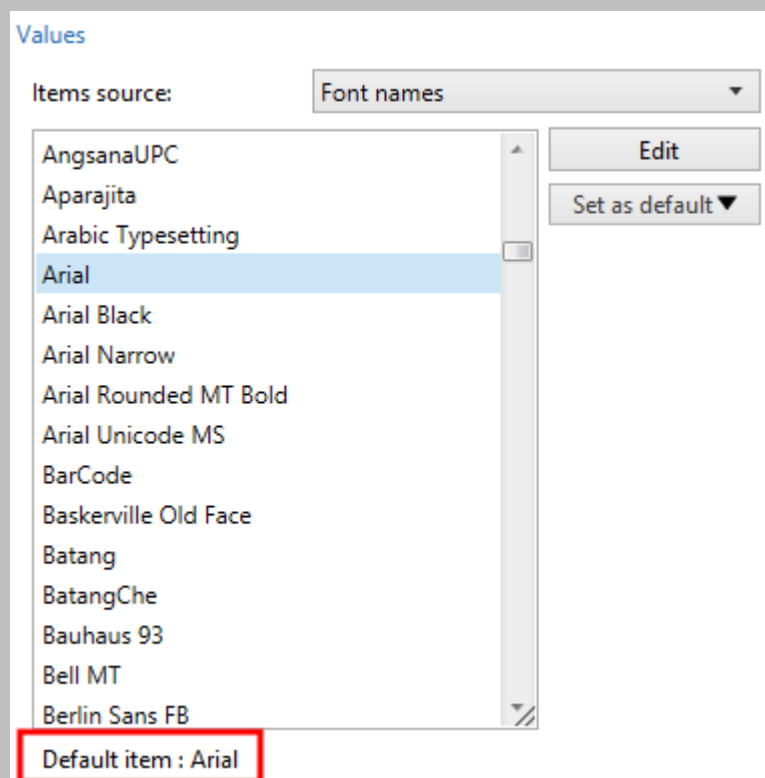 Values
Items source: Font names
AngsanaUPC
Edit
Aparajita
Set as default
Arabic Typesetting
Arial
Arial Black
Arial Narrow
Arial Rounded MT Bold
Arial Unicode MS
BarCode
Baskerville Old Face
Batang
BatangChe
Bauhaus 93
Bell MT
Berlin Sans FB
Default item : Arial